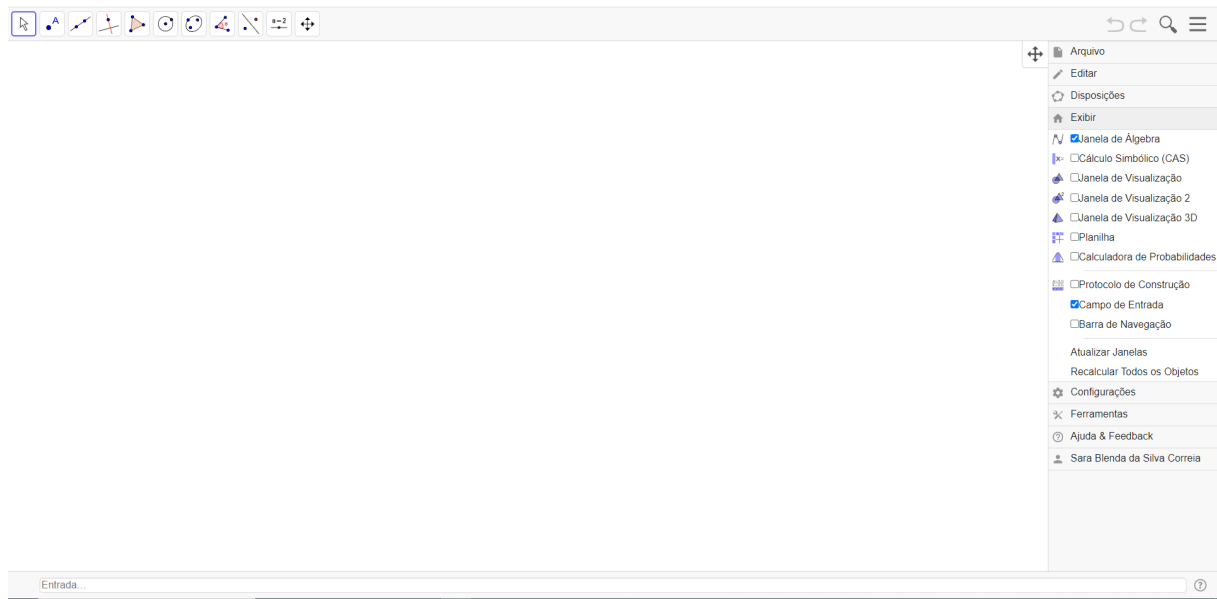 A
a=2
Arquivo
Editar
Disposições
Exibir
Janela de Álgebra
x= Cálculo Simbólico (CAS)
Janela de Visualização
2 Janela de Visualização 2
Janela de Visualização 3D
Planilha
Calculadora de Probabilidades
Protocolo de Construção
Campo de Entrada
Barra de Navegação
Atualizar Janelas
Recalcular Todos os Objetos
Configurações
Ferramentas
Ajuda & Feedback
Sara Blenda da Silva Correia
Entrada...